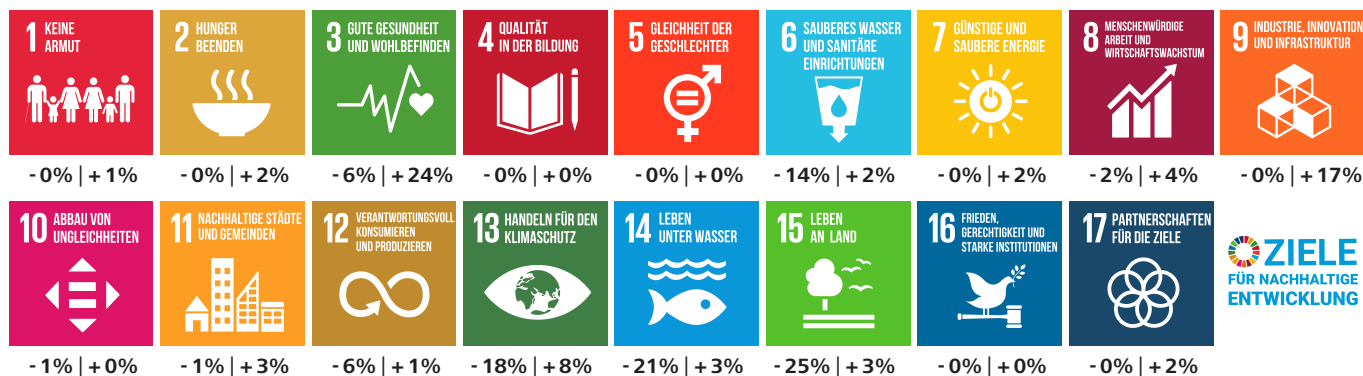 1 KEINE
ARMUT
2 HUNGER
BEENDEN
3 GUTE GESUNDHEIT
UND WOHLBEFINDEN
4 QUALITÄT
IN DER BILDUNG
5 GLEICHHEIT DER
GESCHLECHTER
6 SAUBERES WASSER
UND SANITÄRE
EINRICHTUNGEN
7 GÜNSTIGE UND
SAUBERE ENERGIE
8 MENSCHENWÜRDIGE
ARBEIT UND
WIRTSCHAFTSWACHSTUM
9 INDUSTRIE, INNOVATION
UND INFRASTRUKTUR
-0% | +1%
-0% | +2%
-6% | +24%
-0% | +0%
-0% | +0%
-14% | +2%
-0% | +2%
-2% | +4%
-0% | +17%
10 ABBAU VON
UNGLEICHHEITEN
11 NACHHALTIGE STÄDTE
UND GEMEINDEN
12 VERANTWORTUNGSVOLL
KONSUMIEREN
UND PRODUZIEREN
13 HANDELN FÜR DEN
KLIMASCHUTZ
14 LEBEN
UNTER WASSER
15 LEBEN
AN LAND
16 FRIEDEN,
GERECHTIGKEIT UND
STARKE INSTITUTIONEN
17 PARTNERSCHAFTEN
FÜR DIE ZIELE
ZIELE
FÜR NACHHALTIGE
ENTWICKLUNG
-1% | +0%
-1% | +3%
-6% | +1%
-18% | +8%
-21% | +3%
-25% | +3%
-0% | +0%
-0% | +2%